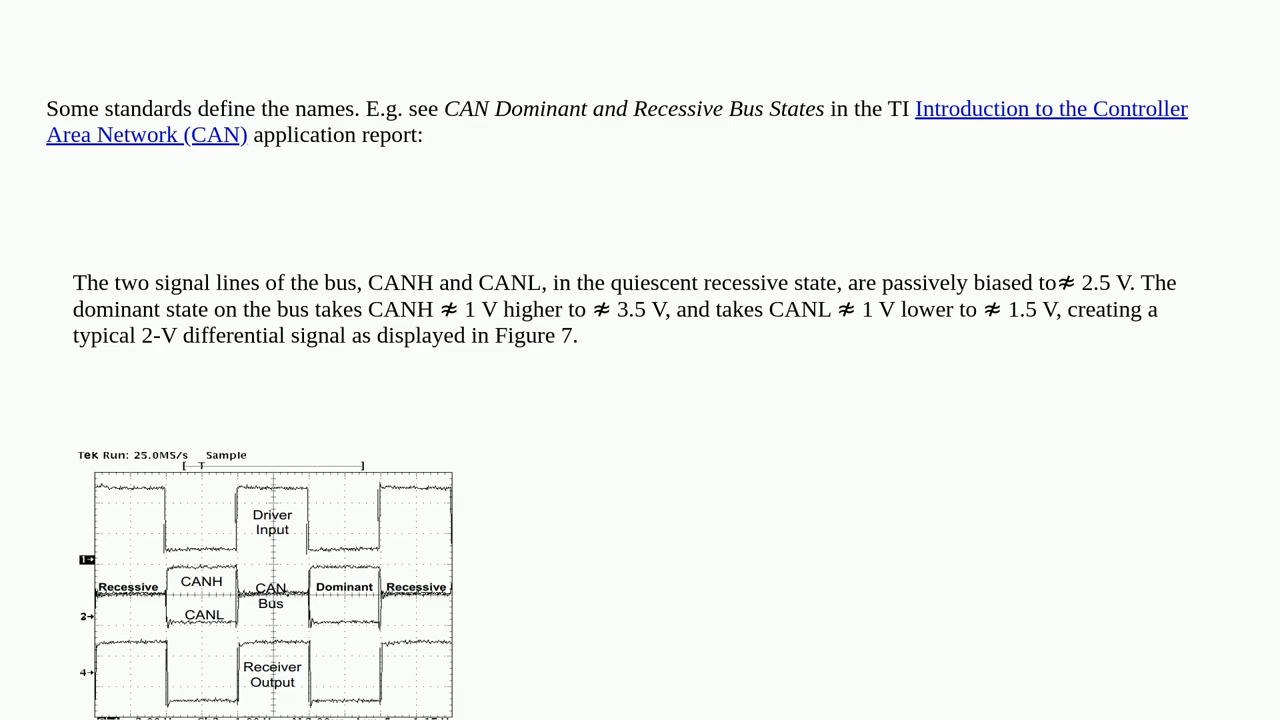 Some standards define the names. E.g. see CAN Dominant and Recessive Bus States in the TI Introduction to the Controller
Area Network (CAN) application report:
The two signal lines of the bus, CANH and CANL, in the quiescent recessive state, are passively biased to≉ 2.5 V. The
dominant state on the bus takes CANH ≉ 1 V higher to ≉ 3.5 V, and takes CANL ≉ 1 V lower to ≉ 1.5 V, creating a
typical 2-V differential signal as displayed in Figure 7.
Tek Run: 25.0MS/s Sample
[ T ]
Driver
Input
1→
CANH
Recessive CAN Dominant Recessive
Bus
2→ CANL
Receiver
4→
Output